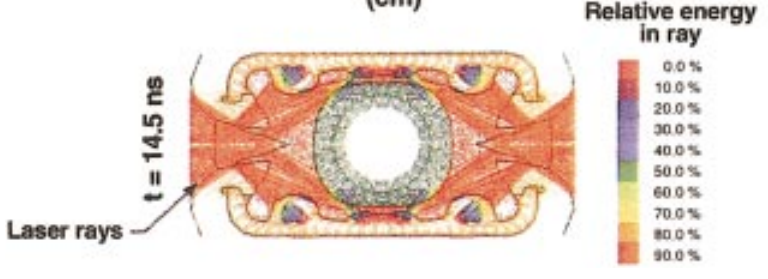 (cm)
Relative energy
in ray
t = 14.5 ns
Laser rays
0.0 %
10.0 %
20.0 %
30.0 %
40.0 %
50.0 %
60.0 %
70.0 %
80.0 %
90.0 %